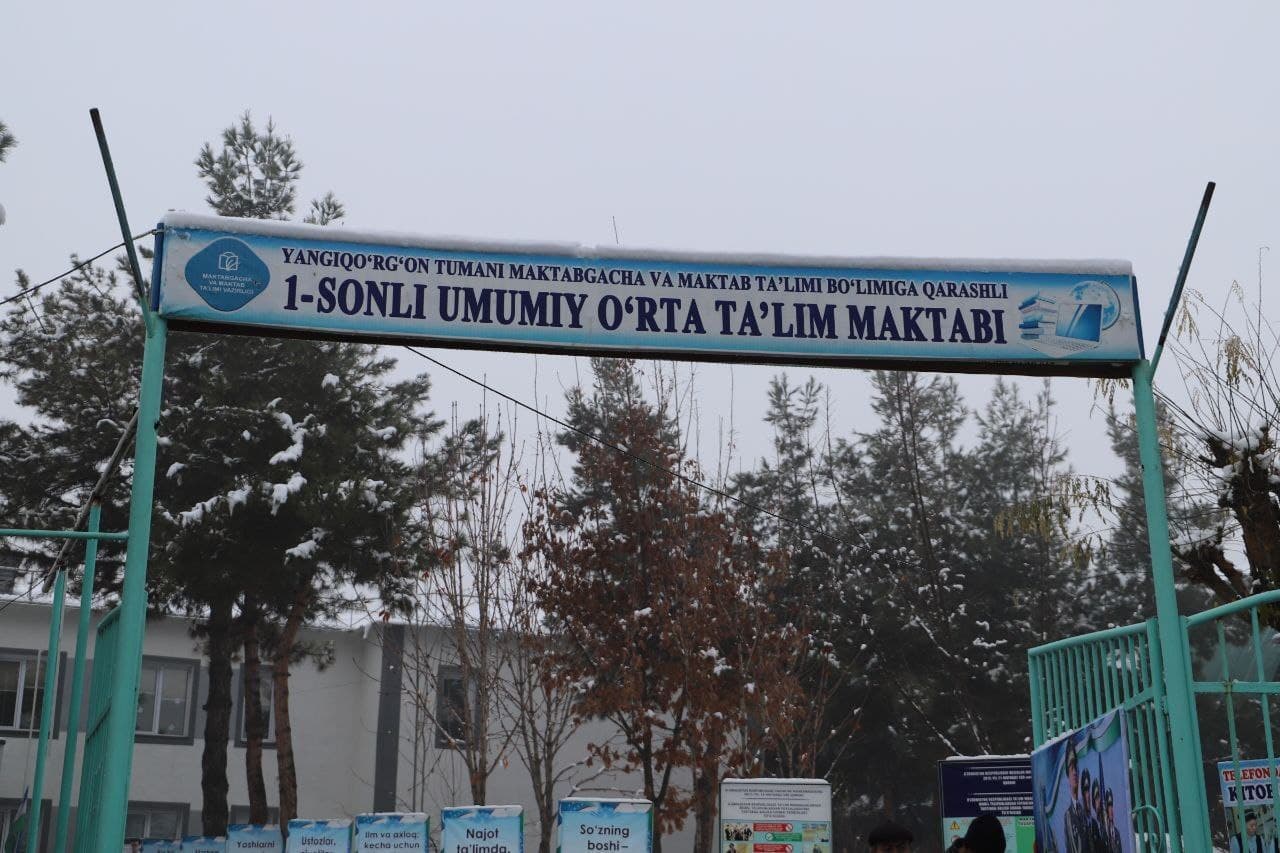 MAKTABGACHA
VA MAKTAB
TA'LIMI VAZIRLIGI
YANGIQO‘RG‘ON TUMANI MAKTABGACHA VA MAKTAB TA’LIMI BO‘LIMIGA QARASHLI
1-SONLI UMUMIY O‘RTA TA’LIM MAKTABI
Yoshlarni
Ustozlar,
Ilm va axloq:
kecha uchun
Najot
ta’limda,
So‘zning
boshi –
TELEFON
KITOB